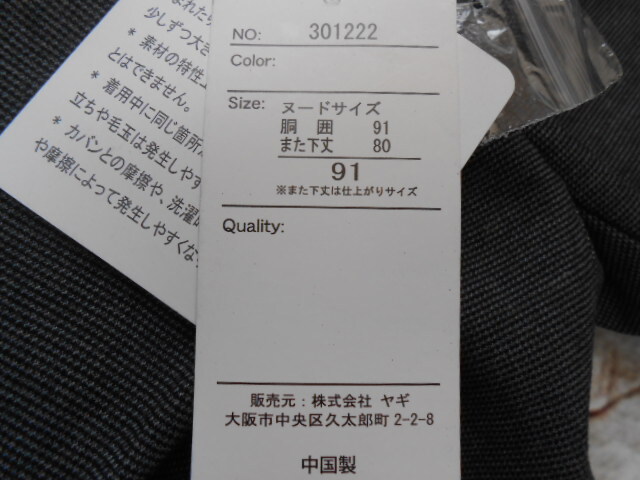 まれたら
少しずつ大き
* 素材の特性上
とはできません。
* 着用中に同じ箇所
立ちや毛玉は発生しやす
* カバンとの摩擦や、洗濯
や摩擦によって発生しやすくな
NO: 301222
Color:
Size: ヌードサイズ
胴 囲 91
また下丈 80
91
※また下丈は仕上がりサイズ
Quality:
販売元：株式会社 ヤギ
大阪市中央区久太郎町2-2-8
中国製